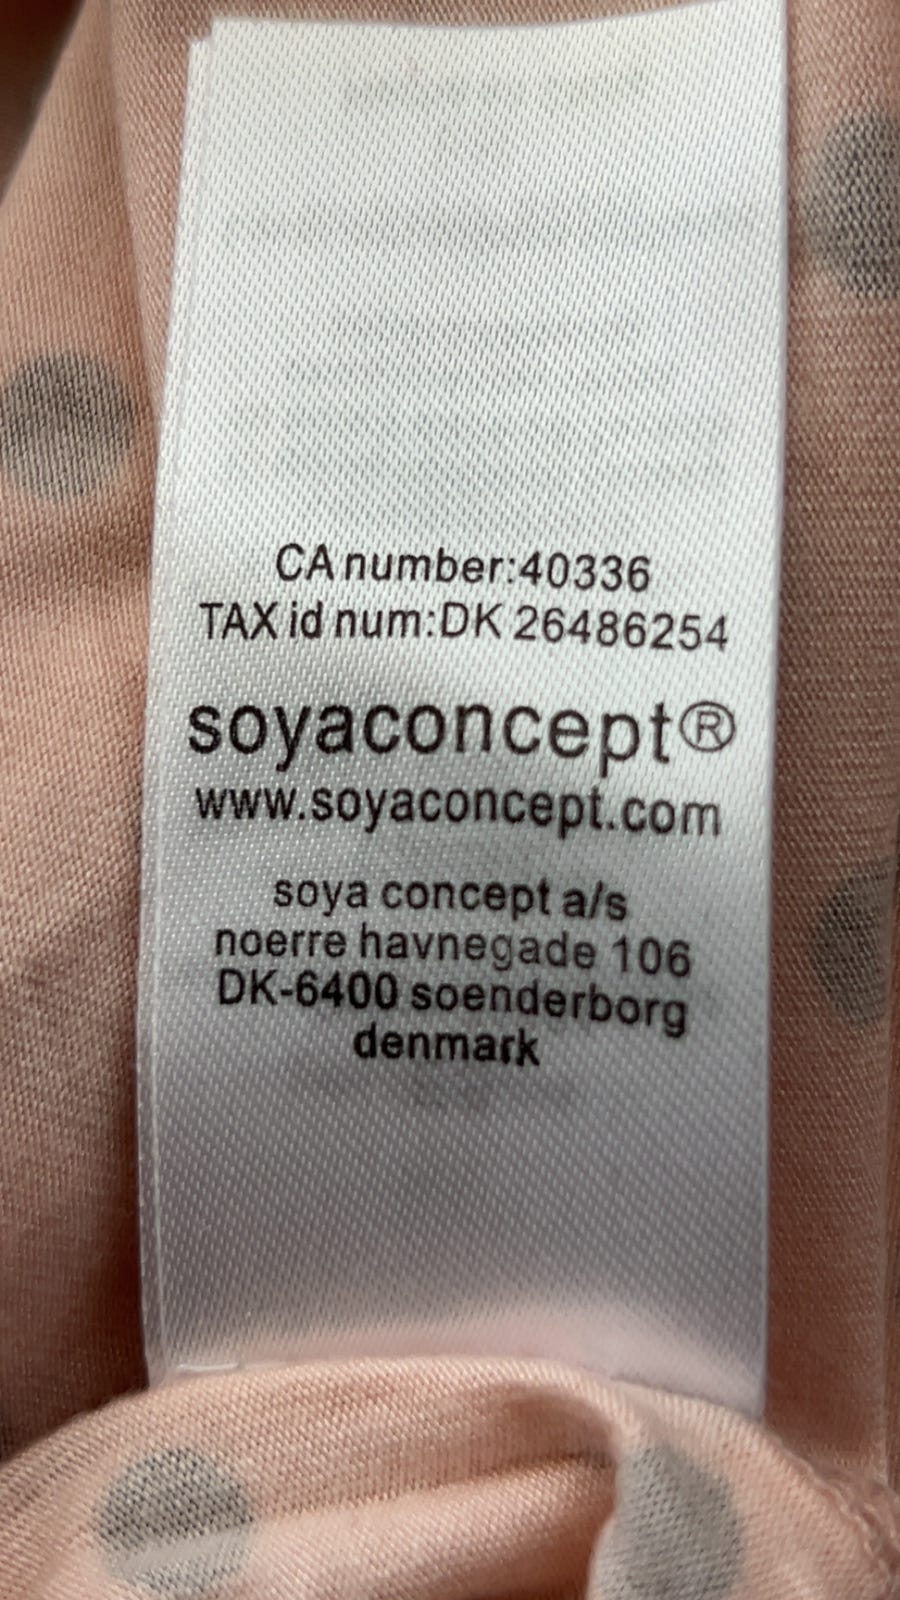 CA number:40336
TAX id num:DK 26486254
soyaconcept®
www.soyaconcept.com
soya concept a/s
noerre havnegade 106
DK-6400 soenderborg
denmark